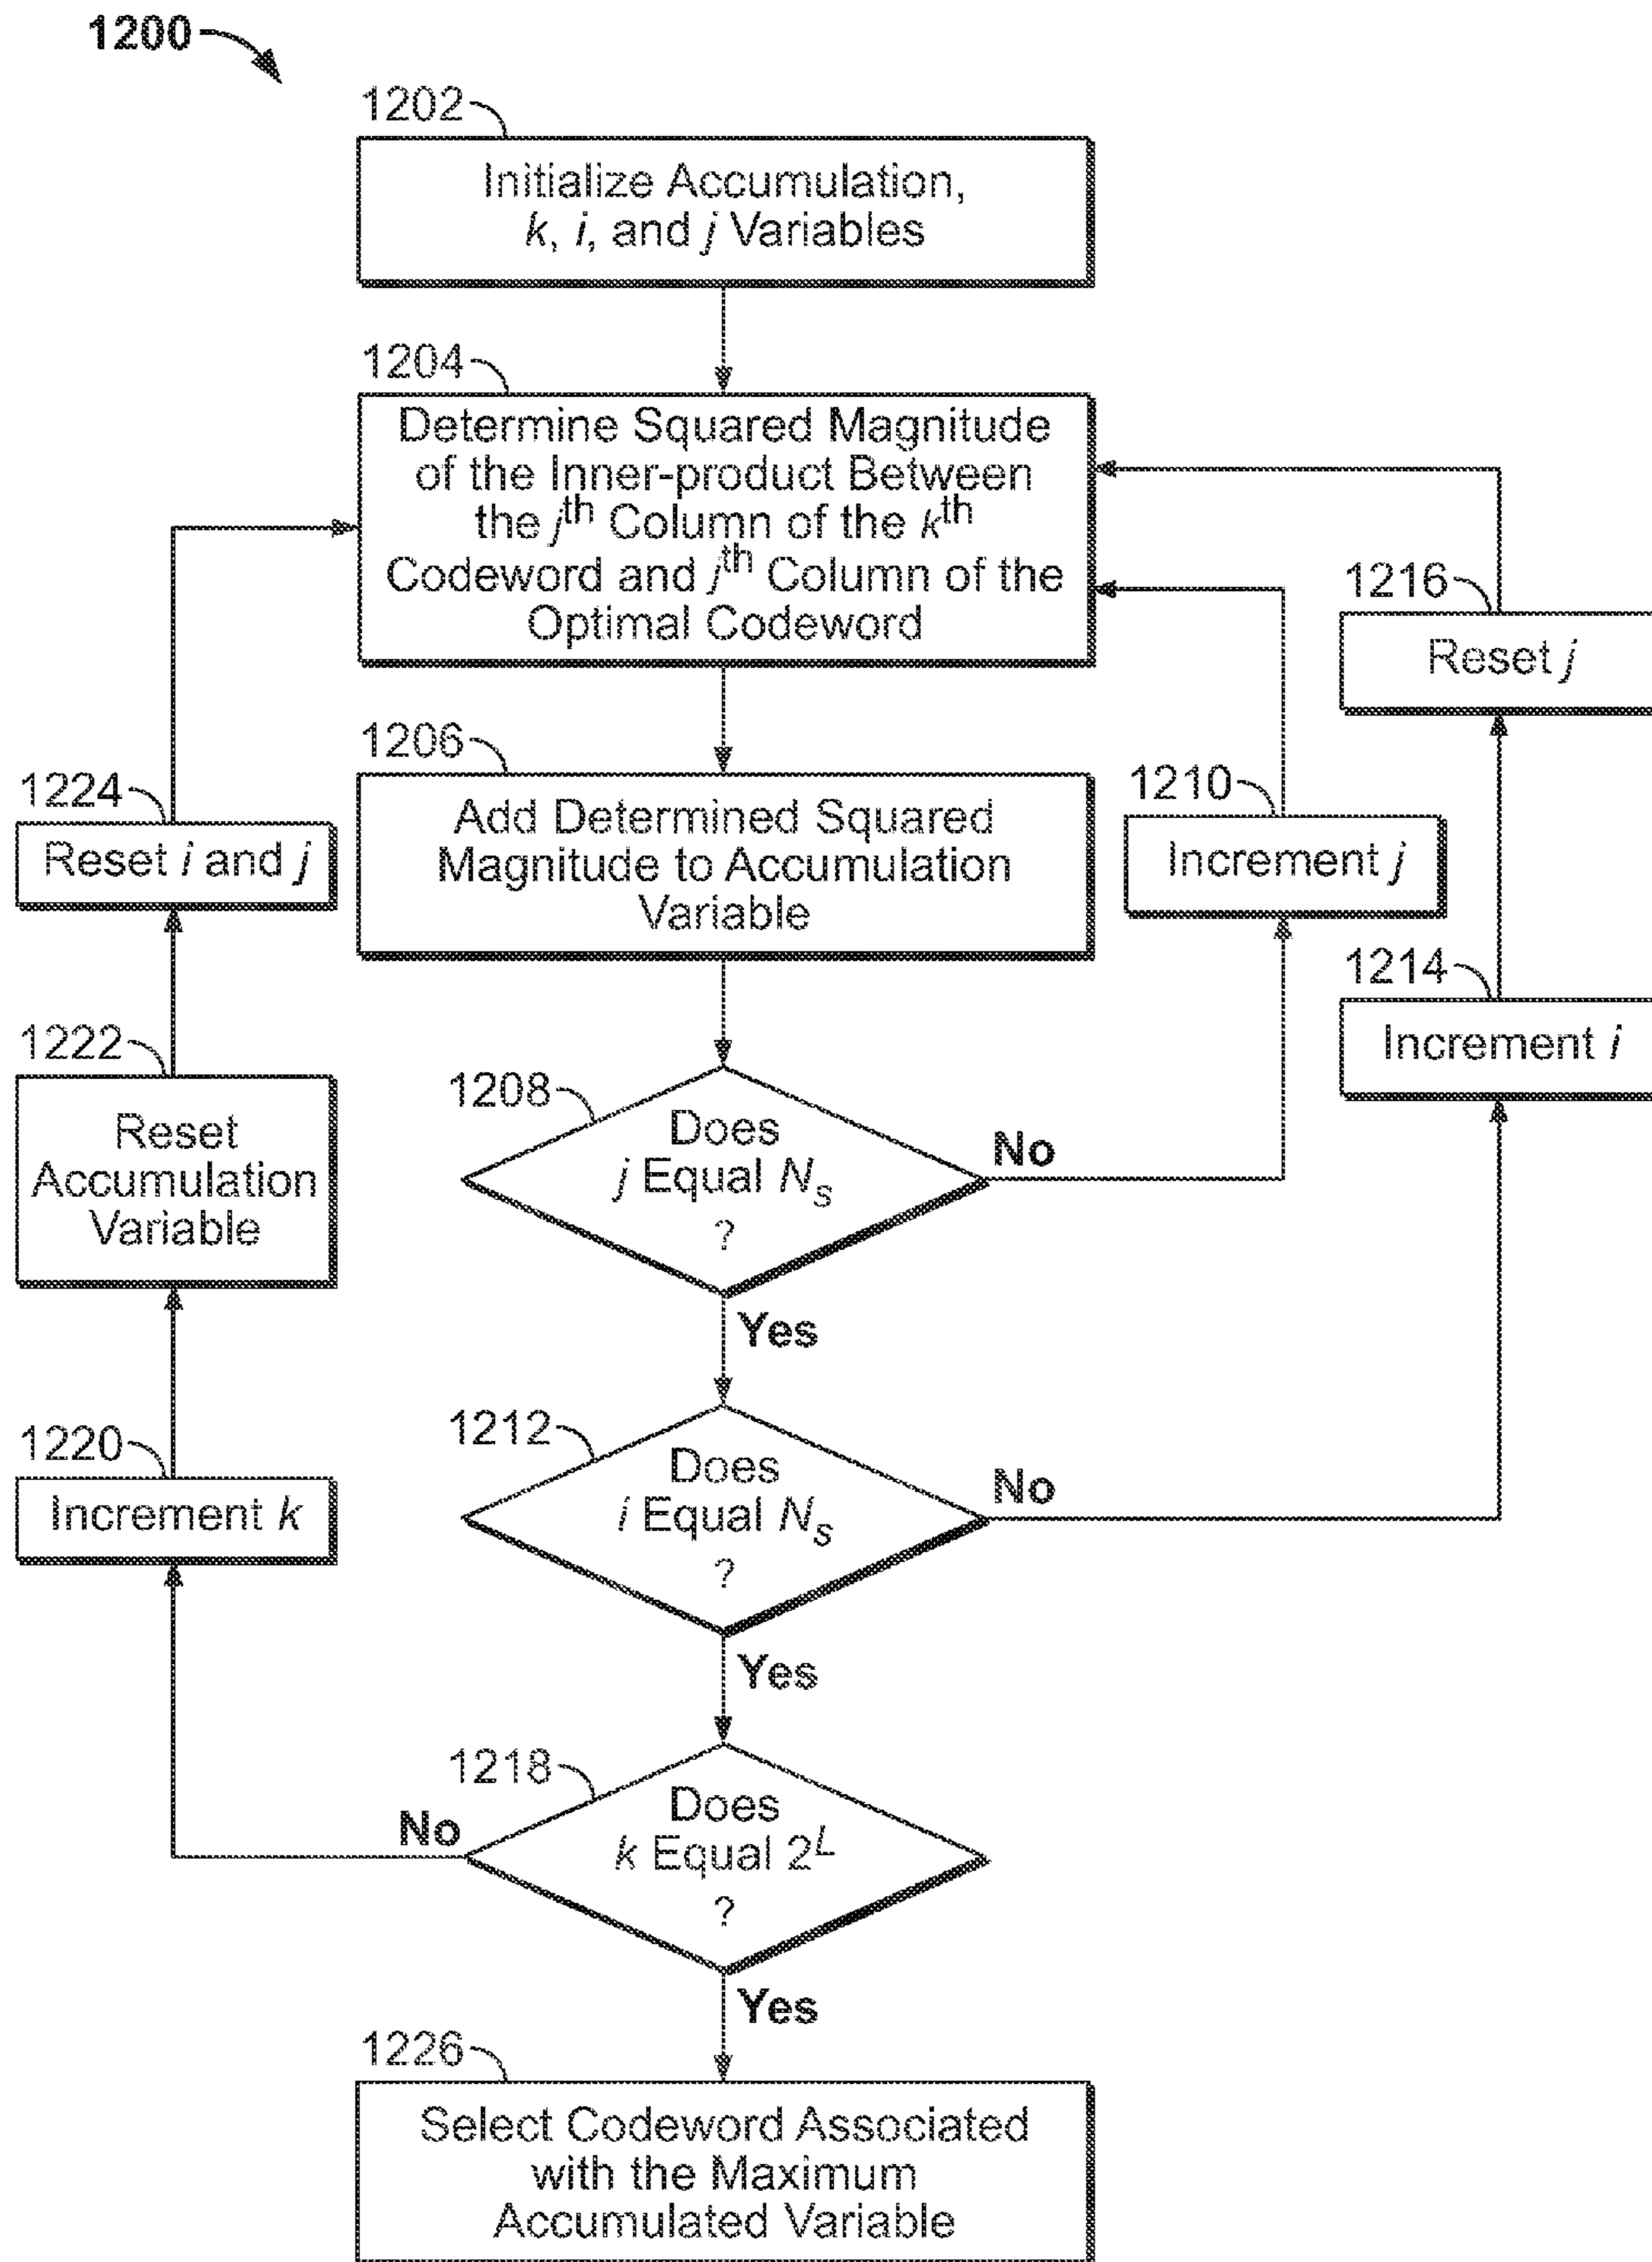 1200
1202
Initialize Accumulation,
k, i, and j Variables
1204
Determine Squared Magnitude
of the Inner-product Between
the jth Column of the kth
Codeword and jth Column of the
Optimal Codeword
1216
Reset j
1206
Add Determined Squared
Magnitude to Accumulation
Variable
1210
Increment j
1224
Reset i and j
1214
Increment i
1222
Reset
Accumulation
Variable
1208
Does
j Equal NS
?
No
Yes
1212
Does
i Equal NS
?
No
Yes
1220
Increment k
1218
Does
k Equal 2L
?
No
Yes
1226
Select Codeword Associated
with the Maximum
Accumulated Variable